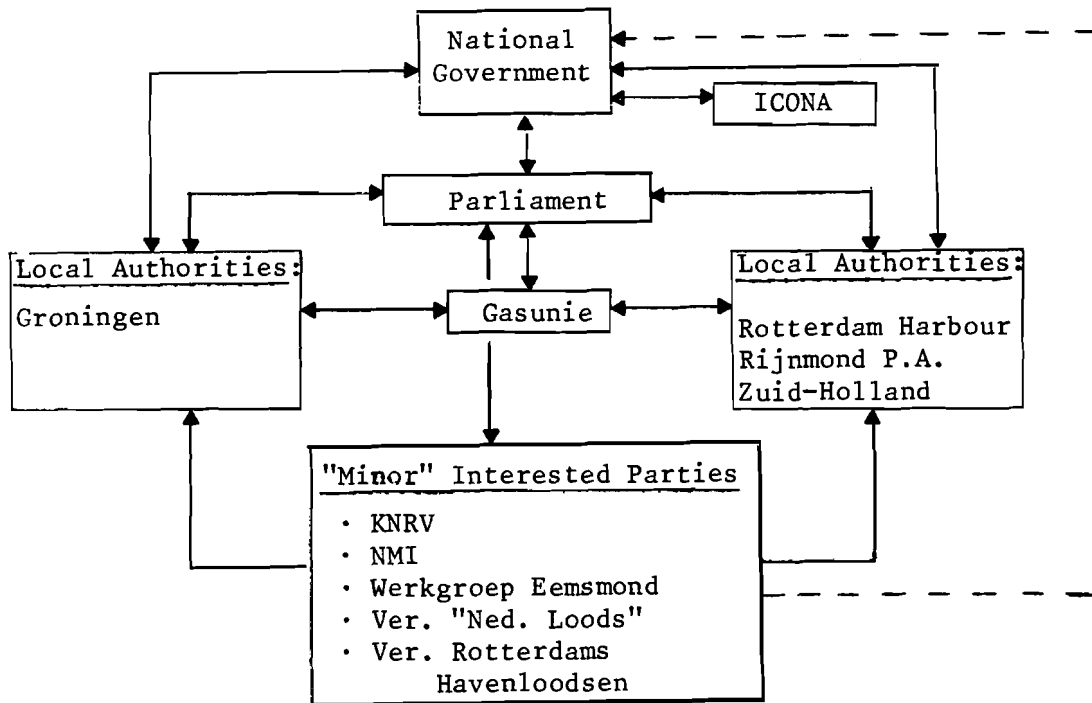 National
Government
ICONA
Parliament
Local Authorities:
Groningen
Gasunie
Local Authorities:
Rotterdam Harbour
Rijnmond P.A.
Zuid-Holland
"Minor" Interested Parties
· KNRV
· NMI
· Werkgroep Eemsmond
· Ver. "Ned. Loods"
· Ver. Rotterdams
Havenloodsen